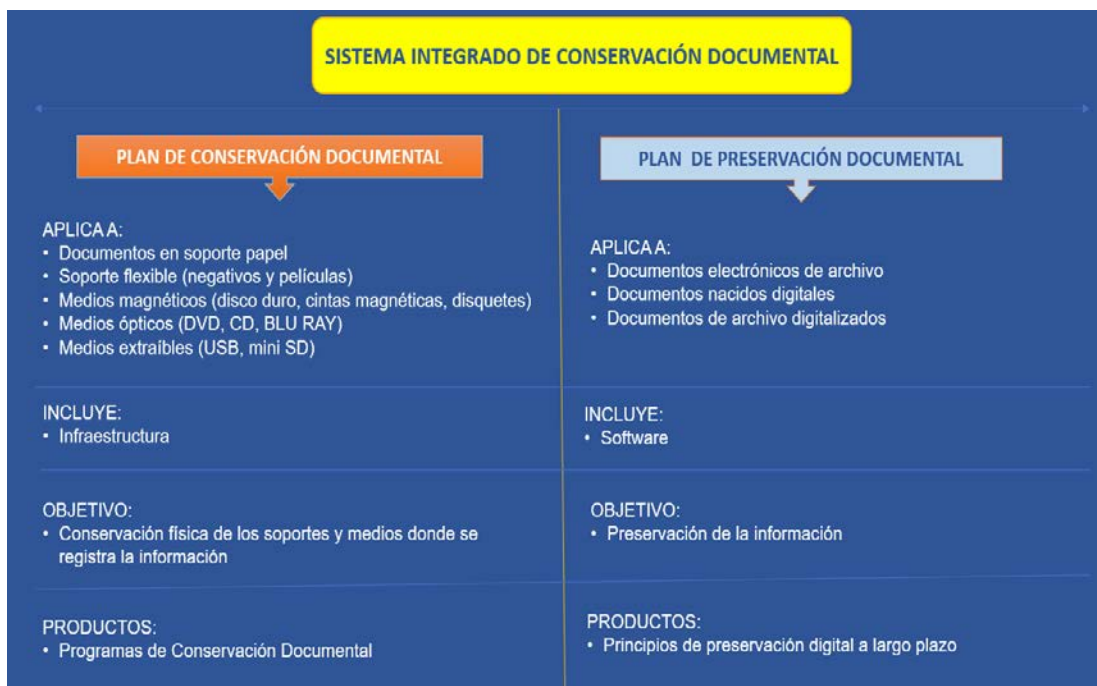 SISTEMA INTEGRADO DE CONSERVACIÓN DOCUMENTAL
PLAN DE CONSERVACIÓN DOCUMENTAL
APLICA A:
• Documentos en soporte papel
• Soporte flexible (negativos y películas)
• Medios magnéticos (disco duro, cintas magnéticas, disquetes)
• Medios ópticos (DVD, CD, BLU RAY)
• Medios extraíbles (USB, mini SD)
INCLUYE:
• Infraestructura
OBJETIVO:
• Conservación física de los soportes y medios donde se
registra la información
PRODUCTOS:
• Programas de Conservación Documental
PLAN DE PRESERVACIÓN DOCUMENTAL
APLICA A:
• Documentos electrónicos de archivo
• Documentos nacidos digitales
• Documentos de archivo digitalizados
INCLUYE:
• Software
OBJETIVO:
• Preservación de la información
PRODUCTOS:
• Principios de preservación digital a largo plazo